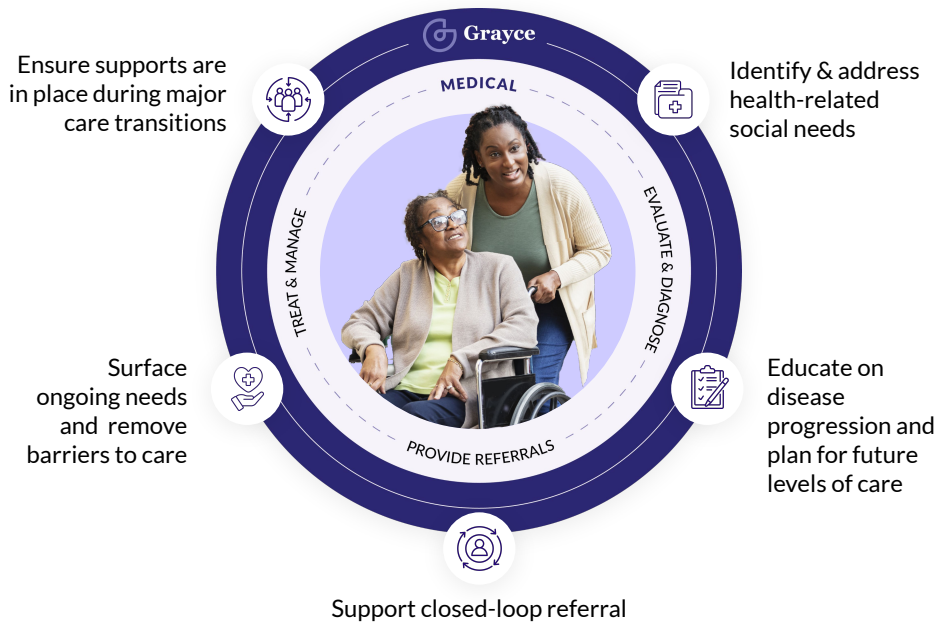 Grayce
MEDICAL
Ensure supports are
in place during major
care transitions
Identify & address
health-related
social needs
TREAT & MANAGE
EVALUATE & DIAGNOSE
PROVIDE REFERRALS
Surface
ongoing needs
and remove
barriers to care
Educate on
disease
progression and
plan for future
levels of care
Support closed-loop referral